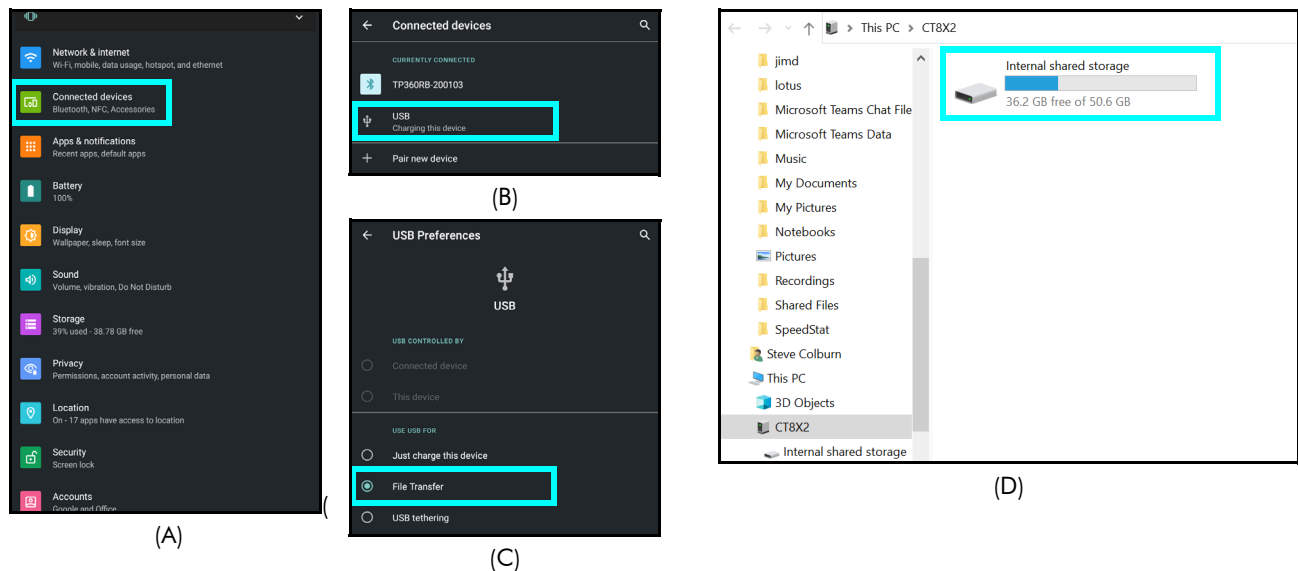 Network & internet
Wi-Fi, mobile, data usage, hotspot, and ethernet
Connected devices
Bluetooth, NFC, Accessories
Apps & notifications
Recent apps, default apps
Battery
100%
Display
Wallpaper, sleep, font size
Sound
Volume, vibration, Do Not Disturb
Storage
39% used - 38.78 GB free
Privacy
Permissions, account activity, personal data
Location
On - 17 apps have access to location
Security
Screen lock
Accounts
Google and Office
(
(A)
Connected devices
CURRENTLY CONNECTED
TP360RB-200103
USB
Charging this device
Pair new device
(B)
USB Preferences
USB
USB CONTROLLED BY
Connected device
This device
USE USB FOR
Just charge this device
File Transfer
USB tethering
(C)
This PC > CT8X2
jimd
lotus
Microsoft Teams Chat File
Microsoft Teams Data
Music
My Documents
My Pictures
Notebooks
Pictures
Recordings
Shared Files
SpeedStat
Steve Colburn
This PC
3D Objects
CT8X2
Internal shared storage
Internal shared storage
36.2 GB free of 50.6 GB
(D)